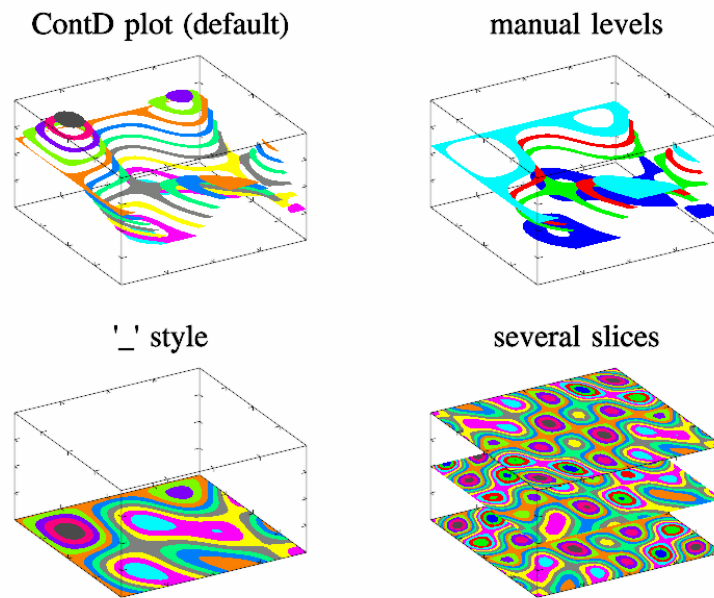 ContD plot (default)
manual levels
'_' style
several slices